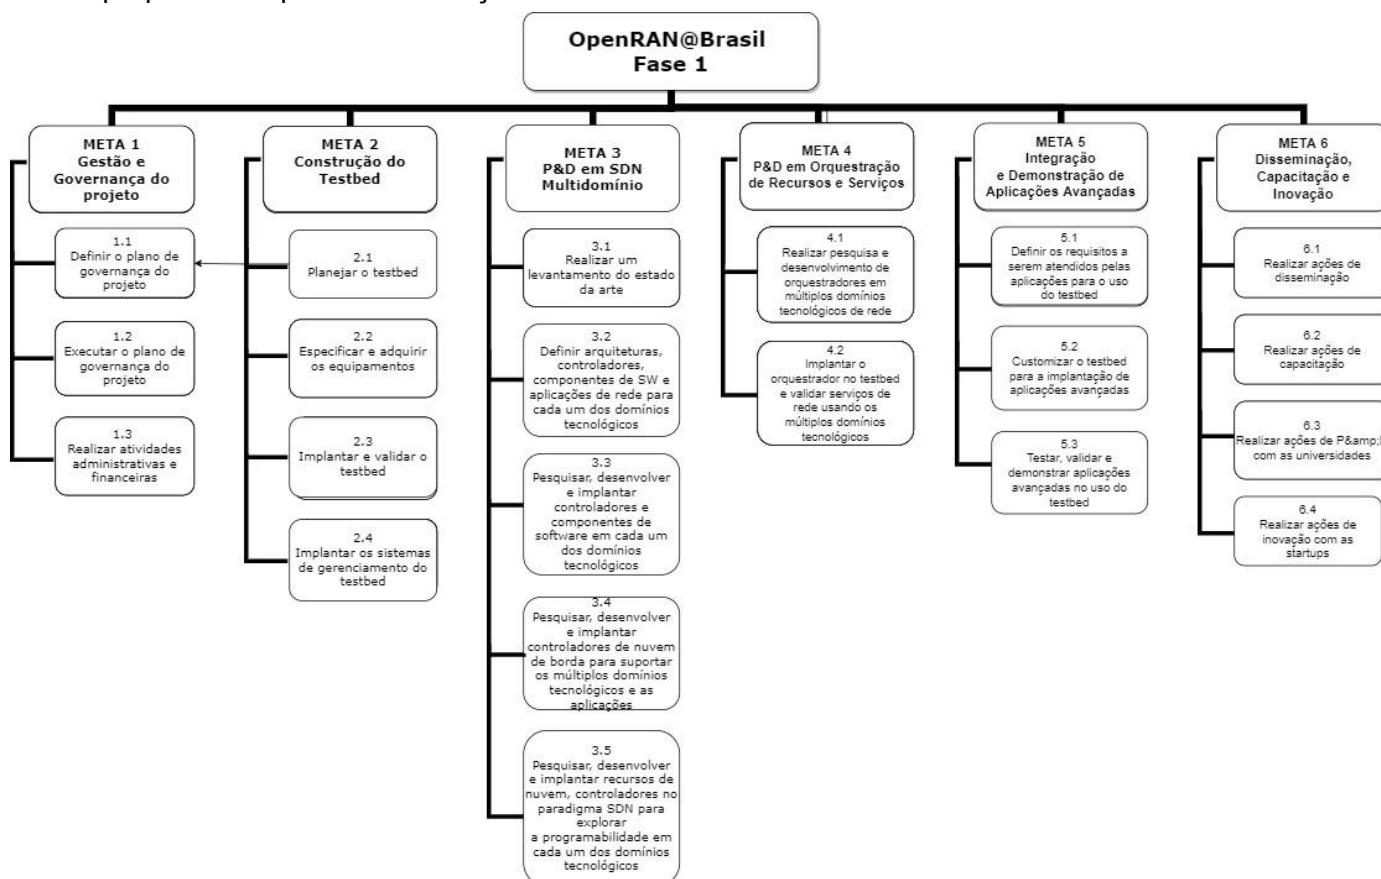 OpenRAN@Brasil
Fase 1
META 1
Gestão e
Governança do
projeto
1.1
Definir o plano de
governança do
projeto
1.2
Executar o plano de
governança do
projeto
1.3
Realizar atividades
administrativas e
financeiras
META 2
Construção do
Testbed
2.1
Planejar o testbed
2.2
Especificar e adquirir
os equipamentos
2.3
Implantar e validar o
testbed
2.4
Implantar os sistemas
de gerenciamento do
testbed
META 3
P&D em SDN
Multidomínio
3.1
Realizar um
levantamento do estado
da arte
3.2
Definir arquiteturas,
controladores,
componentes de SW e
aplicações de rede para
cada um dos domínios
tecnológicos
3.3
Pesquisar, desenvolver
e implantar
controladores e
componentes de
software em cada um
dos domínios
tecnológicos
3.4
Pesquisar, desenvolver
e implantar
controladores de nuvem
de borda para suportar
os múltiplos domínios
tecnológicos e as
aplicações
3.5
Pesquisar, desenvolver
e implantar recursos de
nuvem, controladores no
paradigma SDN para
explorar
a programabilidade em
cada um dos domínios
tecnológicos
META 4
P&D em Orquestração
de Recursos e Serviços
4.1
Realizar pesquisa e
desenvolvimento de
orquestradores em
múltiplos domínios
tecnológicos de rede
4.2
Implantar o
orquestrador no testbed
e validar serviços de
rede usando os
múltiplos domínios
tecnológicos
META 5
Integração
e Demonstração de
Aplicações Avançadas
5.1
Definir os requisitos a
serem atendidos pelas
aplicações para o uso
do testbed
5.2
Customizar o testbed
para a implantação de
aplicações avançadas
5.3
Testar, validar e
demonstrar aplicações
avançadas no uso do
testbed
META 6
Disseminação,
Capacitação e
Inovação
6.1
Realizar ações de
disseminação
6.2
Realizar ações de
capacitação
6.3
Realizar ações de P&amp;
com as universidades
6.4
Realizar ações de
inovação com as
startups